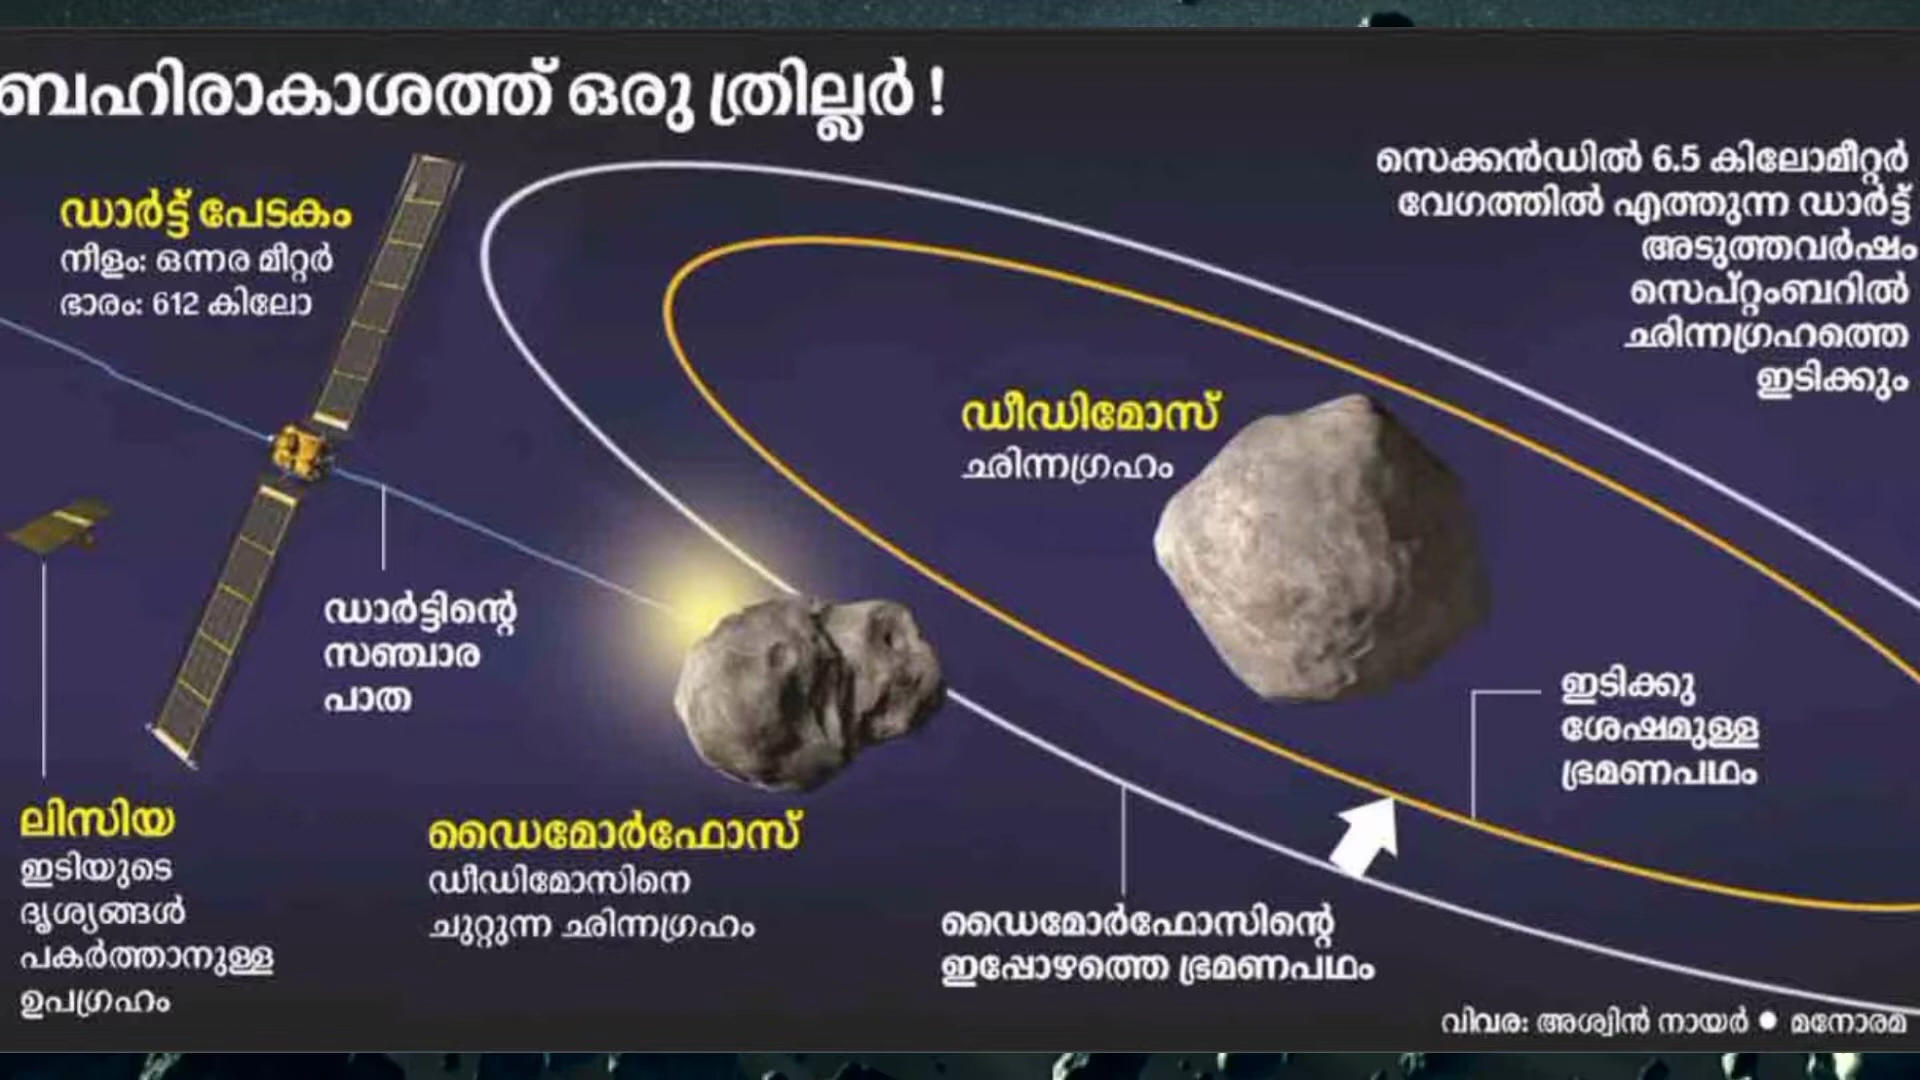 ബഹിരാകാശത്ത് ഒരു ത്രില്ലർ !
സെക്കൻഡിൽ 6.5 കിലോമീറ്റർ
വേഗത്തിൽ എത്തുന്ന ഡാർട്ട്
അടുത്തവർഷം
സെപ്റ്റംബറിൽ
ഛിന്നഗ്രഹത്തെ
ഇടിക്കും
ഡാർട്ട് പേടകം
നീളം: ഒന്നര മീറ്റർ
ഭാരം: 612 കിലോ
ഡീഡിമോസ്
ഛിന്നഗ്രഹം
ഡാർട്ടിന്റെ
സഞ്ചാര
പാത
ഇടിക്കു
ശേഷമുള്ള
ഭ്രമണപഥം
ലിസിയ
ഇടിയുടെ
ദൃശ്യങ്ങൾ
പകർത്താനുള്ള
ഉപഗ്രഹം
ഡൈമോർഫോസ്
ഡീഡിമോസിനെ
ചുറ്റുന്ന ഛിന്നഗ്രഹം
ഡൈമോർഫോസിന്റെ
ഇപ്പോഴത്തെ ഭ്രമണപഥം
വിവര: അശ്വിൻ നായർ ● മനോരമ